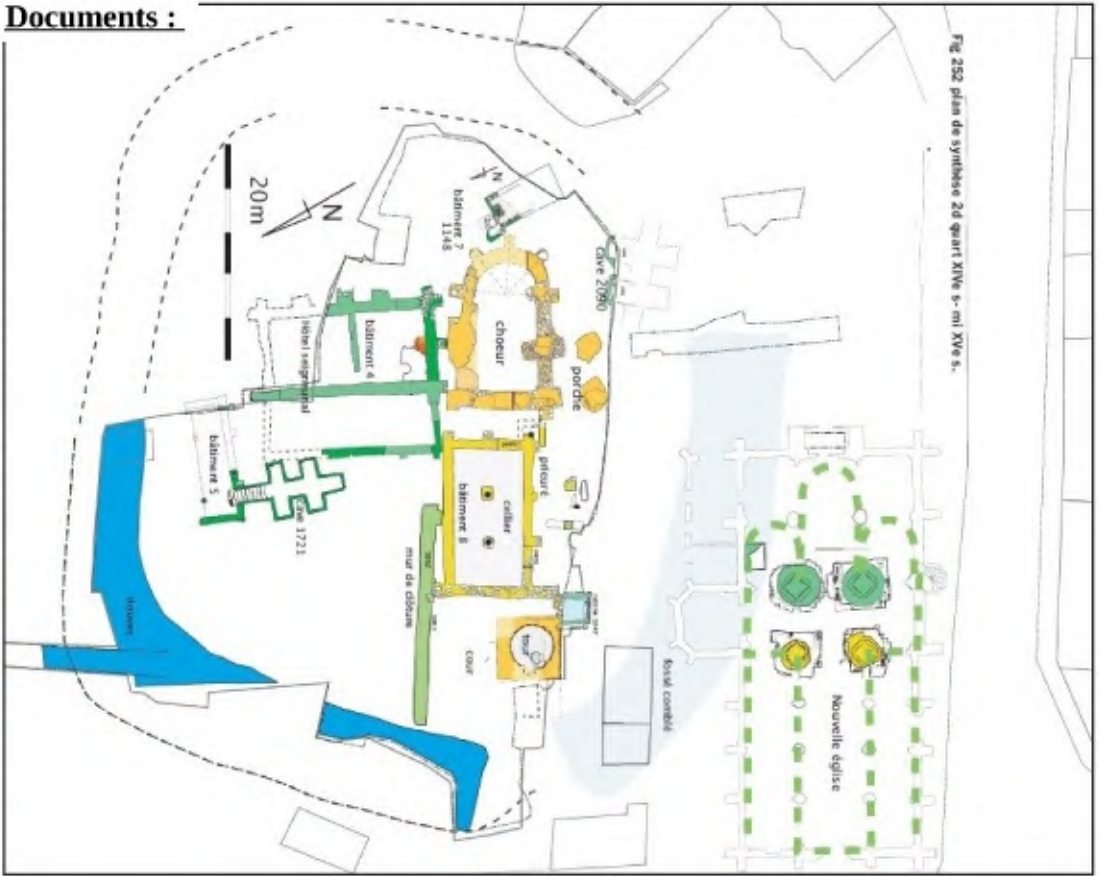 Documents :
Fig 252 plan de synthèse 2d quart XIVe s- mi XVe s.
20m
N
N
bâtiment 7
1148
cave 2090
choeur
porche
bâtiment 4
Hôtel seigneurial
prieuré
cellier
bâtiment 8
bâtiment 5
cave 1721
mur de clôture
douves
tour
cour
fossé comblé
Nouvelle église